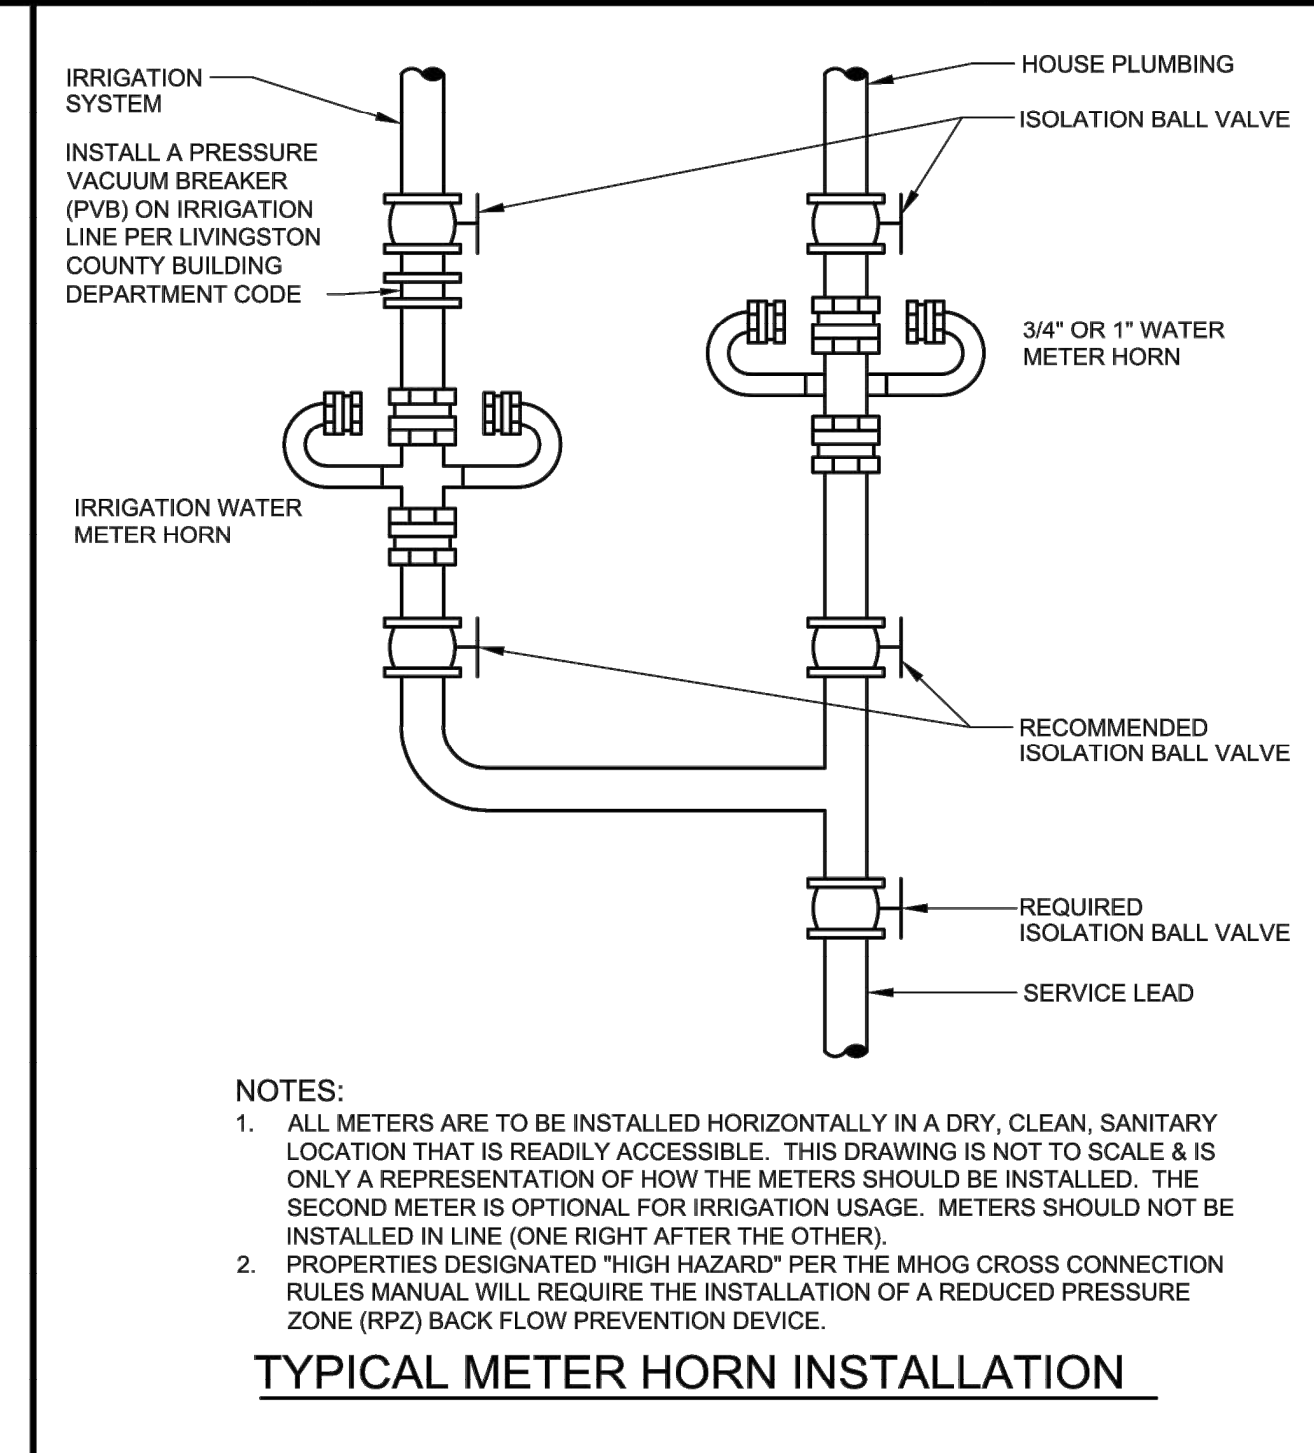 IRRIGATION
SYSTEM
INSTALL A PRESSURE
VACUUM BREAKER
(PVB) ON IRRIGATION
LINE PER LIVINGSTON
COUNTY BUILDING
DEPARTMENT CODE
IRRIGATION WATER
METER HORN
HOUSE PLUMBING
ISOLATION BALL VALVE
3/4" OR 1" WATER
METER HORN
RECOMMENDED
ISOLATION BALL VALVE
REQUIRED
ISOLATION BALL VALVE
SERVICE LEAD
NOTES:
1. ALL METERS ARE TO BE INSTALLED HORIZONTALLY IN A DRY, CLEAN, SANITARY
LOCATION THAT IS READILY ACCESSIBLE. THIS DRAWING IS NOT TO SCALE & IS
ONLY A REPRESENTATION OF HOW THE METERS SHOULD BE INSTALLED. THE
SECOND METER IS OPTIONAL FOR IRRIGATION USAGE. METERS SHOULD NOT BE
INSTALLED IN LINE (ONE RIGHT AFTER THE OTHER).
2. PROPERTIES DESIGNATED "HIGH HAZARD" PER THE MHOG CROSS CONNECTION
RULES MANUAL WILL REQUIRE THE INSTALLATION OF A REDUCED PRESSURE
ZONE (RPZ) BACK FLOW PREVENTION DEVICE.
TYPICAL METER HORN INSTALLATION